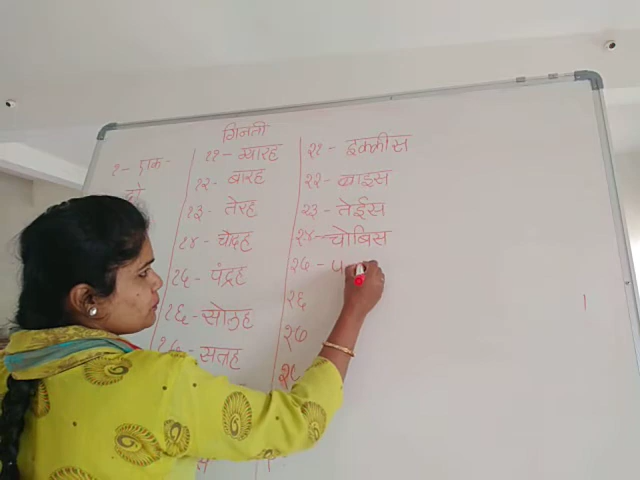 गिनती
१ - एक -
दो
११ - ग्यारह
१२ - बारह
१३ - तेरह
१४ - चौदह
१५ - पंद्रह
१६ - सोलह
१७ - सत्रह
२१ - इक्कीस
२२ - बाइस
२३ - तेईस
२४ - चोबिस
२५ - प
२६
२७
२८